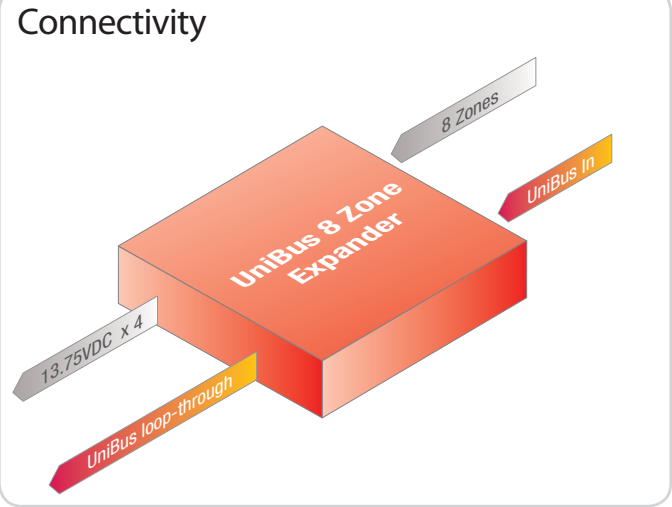 Connectivity
8 Zones
UniBus In
UniBus 8 Zone
Expander
13.75VDC x 4
UniBus loop-through